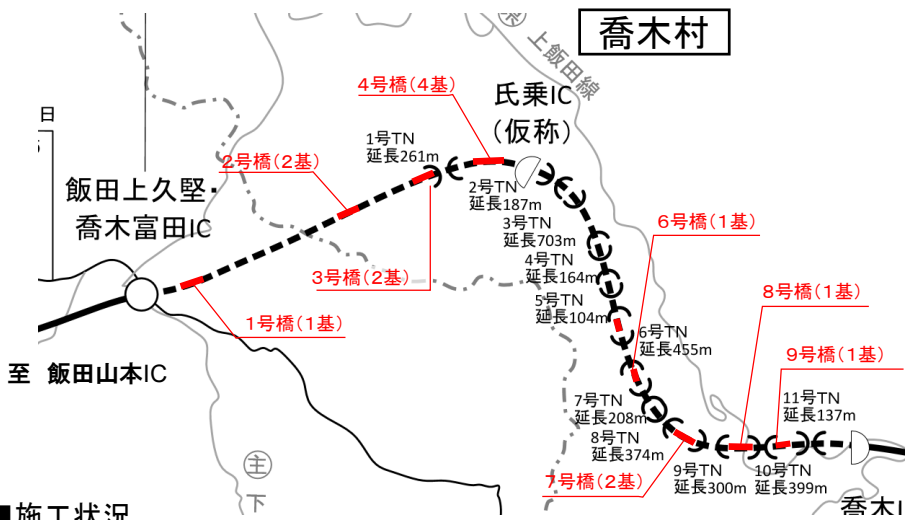 喬木村
上飯田線
4号橋(4基)
氏乗IC
(仮称)
日
1号TN
延長261m
2号橋(2基)
飯田上久堅・
喬木富田IC
2号TN
延長187m
3号TN
延長703m
6号橋(1基)
4号TN
延長164m
3号橋(2基)
5号TN
延長104m
8号橋(1基)
1号橋(1基)
6号TN
延長455m
9号橋(1基)
至 飯田山本IC
7号TN
延長208m
11号TN
延長137m
8号TN
延長374m
9号TN
延長300m
10号TN
延長399m
7号橋(2基)
主
下
■施工状況
喬木I